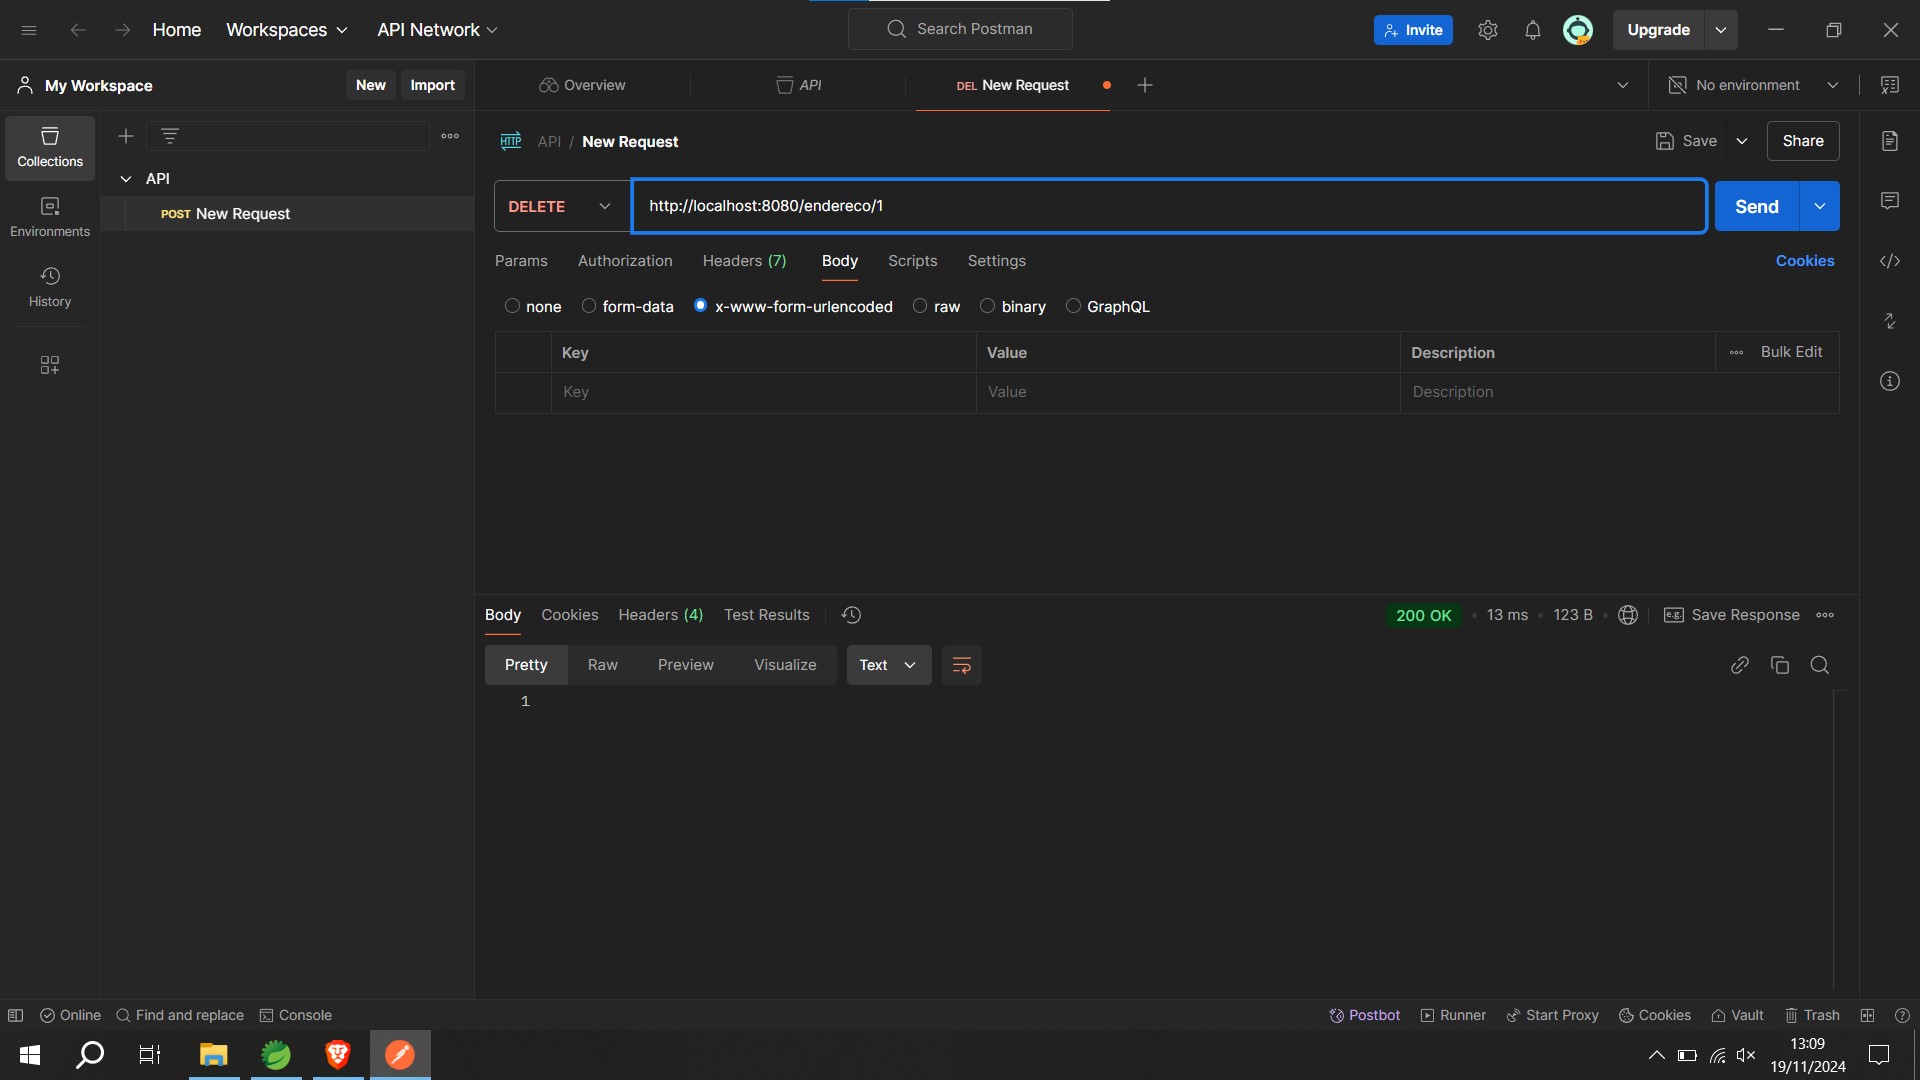 Home Workspaces API Network Search Postman Invite Upgrade
My Workspace New Import Overview API DEL New Request No environment
Collections
Environments
History
API
POST New Request
HTTP API / New Request Save Share
DELETE http://localhost:8080/endereco/1 Send
Params Authorization Headers (7) Body Scripts Settings Cookies
none form-data x-www-form-urlencoded raw binary GraphQL
Key Value Description Bulk Edit
Key Value Description
Body Cookies Headers (4) Test Results 200 OK 13 ms 123 B e.g. Save Response
Pretty Raw Preview Visualize Text
1
Online Find and replace Console Postbot Runner Start Proxy Cookies Vault Trash
13:09
19/11/2024